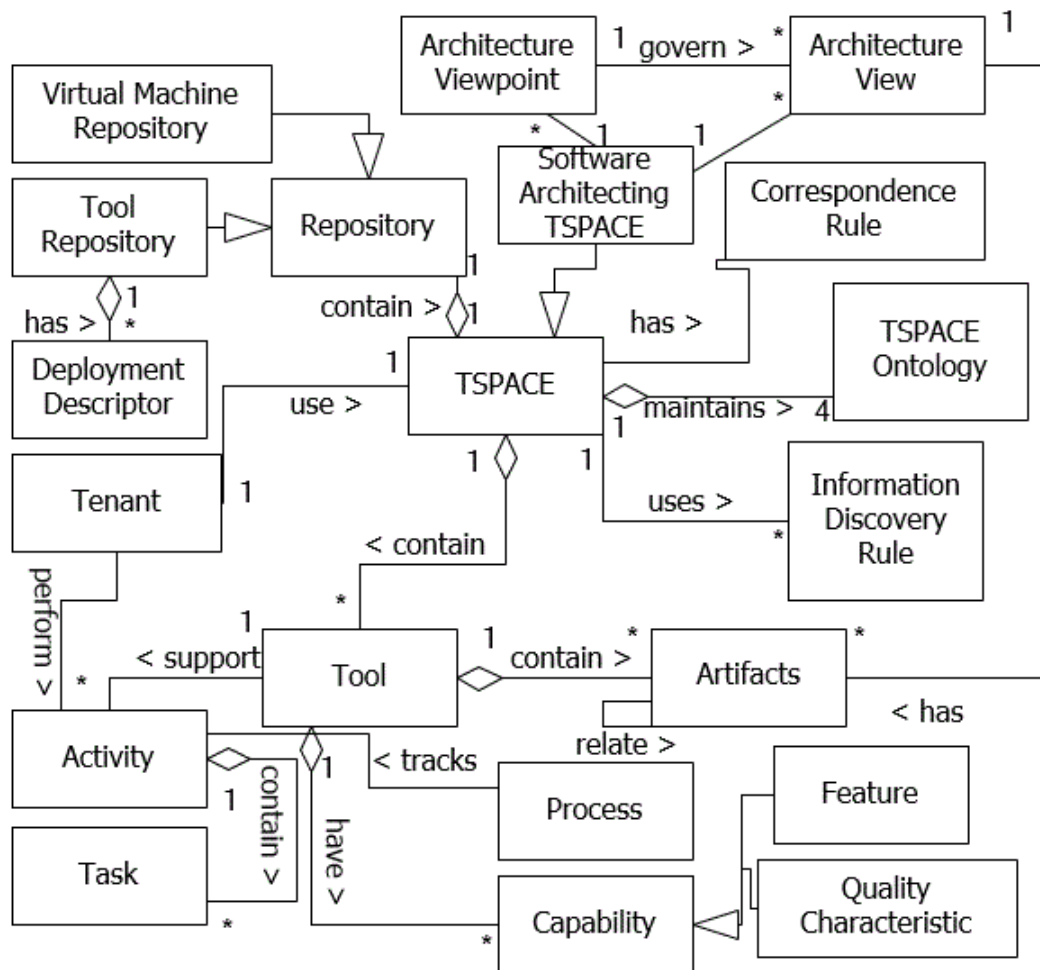 Architecture
Viewpoint
1
govern >
*
Architecture
View
1
Virtual Machine
Repository
*
1
1
*
Software
Architecting
TSPACE
Correspondence
Rule
Tool
Repository
Repository
1
contain >
1
has >
1
has >
*
TSPACE
Ontology
Deployment
Descriptor
1
use >
TSPACE
maintains >
1
4
Tenant
1
1
1
uses >
*
Information
Discovery
Rule
< contain
*
perform >
*
1
< support
Tool
1
contain >
*
Artifacts
*
< has
relate >
Activity
1
contain >
1
< tracks
Process
Feature
Task
*
have >
*
Capability
Quality
Characteristic